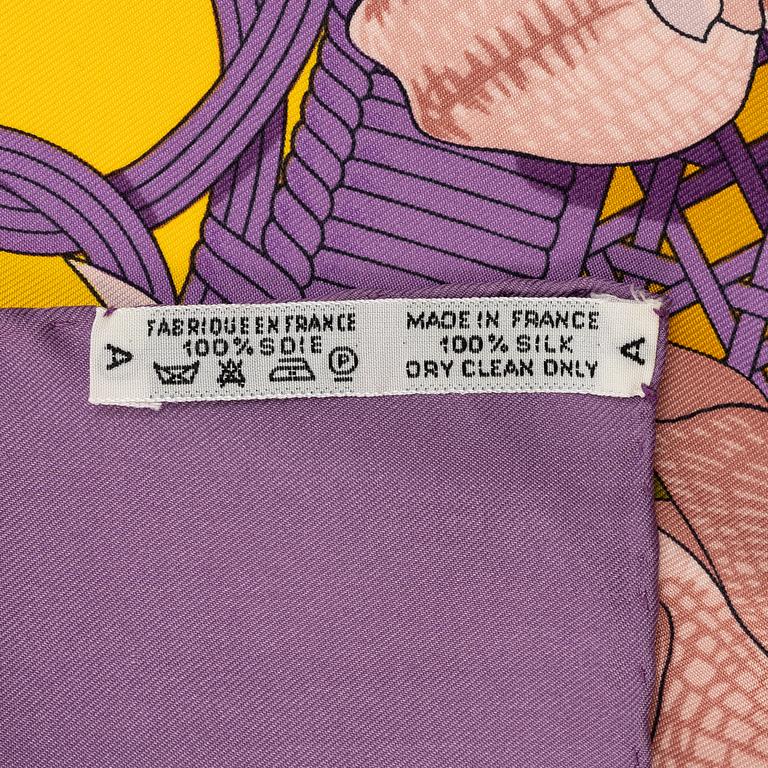 A
FABRIQUE EN FRANCE
100% SOIE
P
MADE IN FRANCE
100% SILK
DRY CLEAN ONLY
A